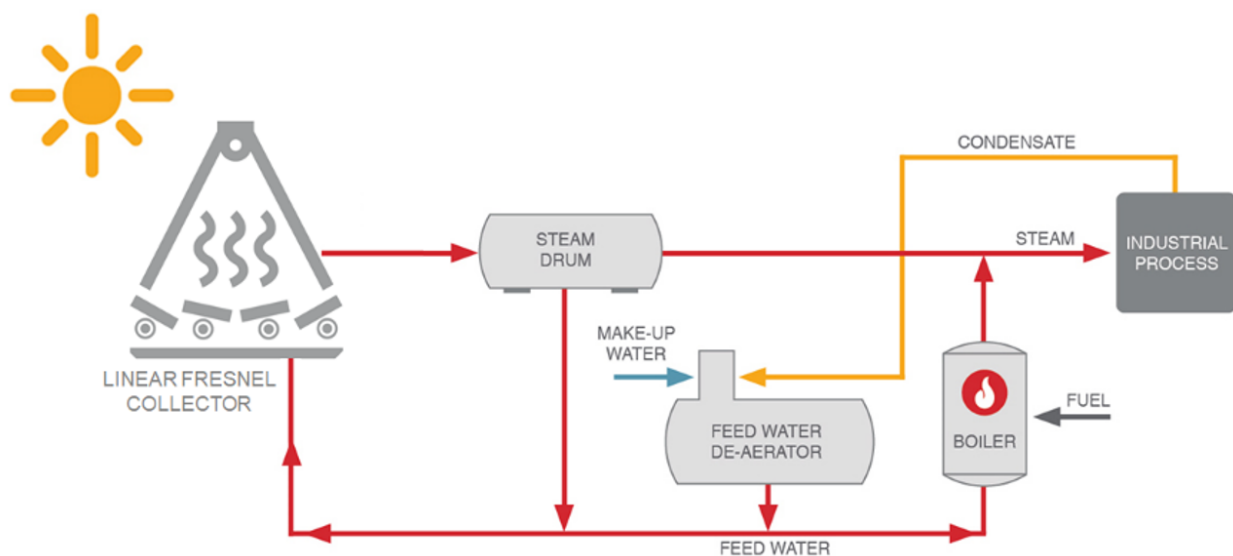 CONDENSATE
STEAM
DRUM
STEAM
INDUSTRIAL
PROCESS
MAKE-UP
WATER
LINEAR FRESNEL
COLLECTOR
FUEL
FEED WATER
DE-AERATOR
BOILER
FEED WATER